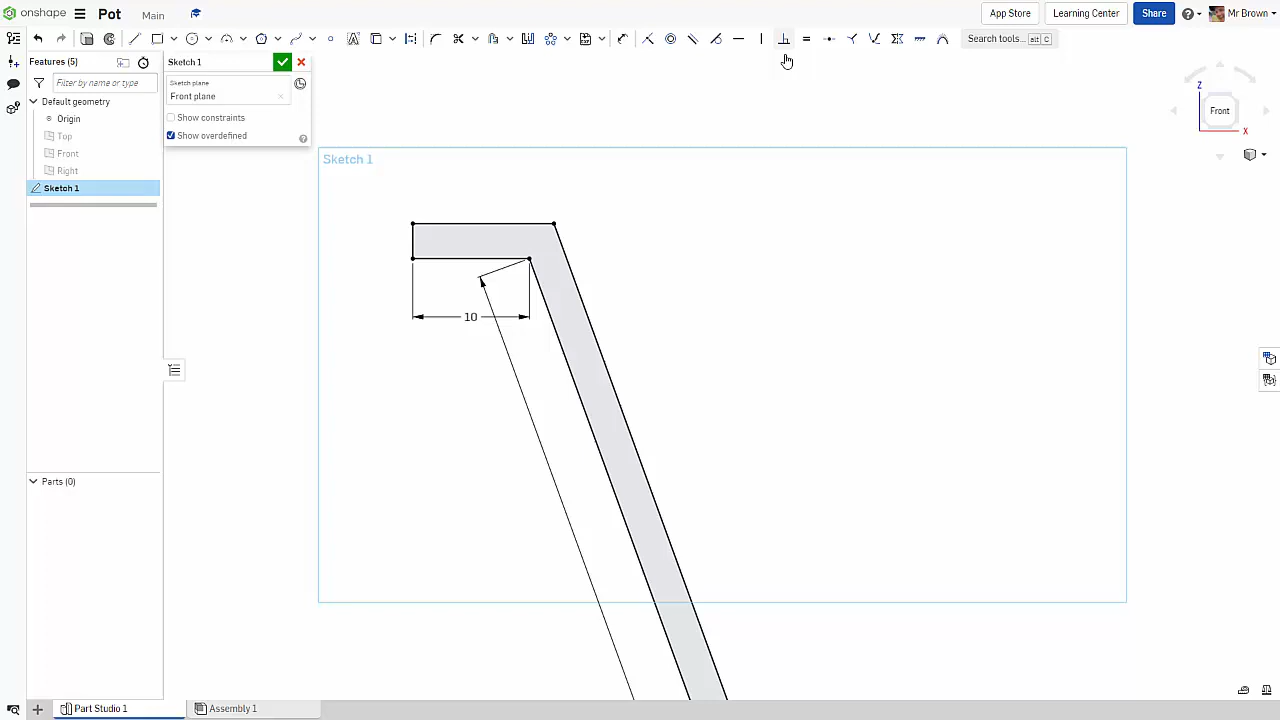 onshape
Pot
Main
App Store
Learning Center
Share
Mr Brown
Search tools...
alt
C
Features (5)
Filter by name or type
Default geometry
Origin
Top
Front
Right
Sketch 1
Sketch 1
Sketch plane
Front plane
Show constraints
Show overdefined
Sketch 1
10
Z
Front
X
Parts (0)
Part Studio 1
Assembly 1